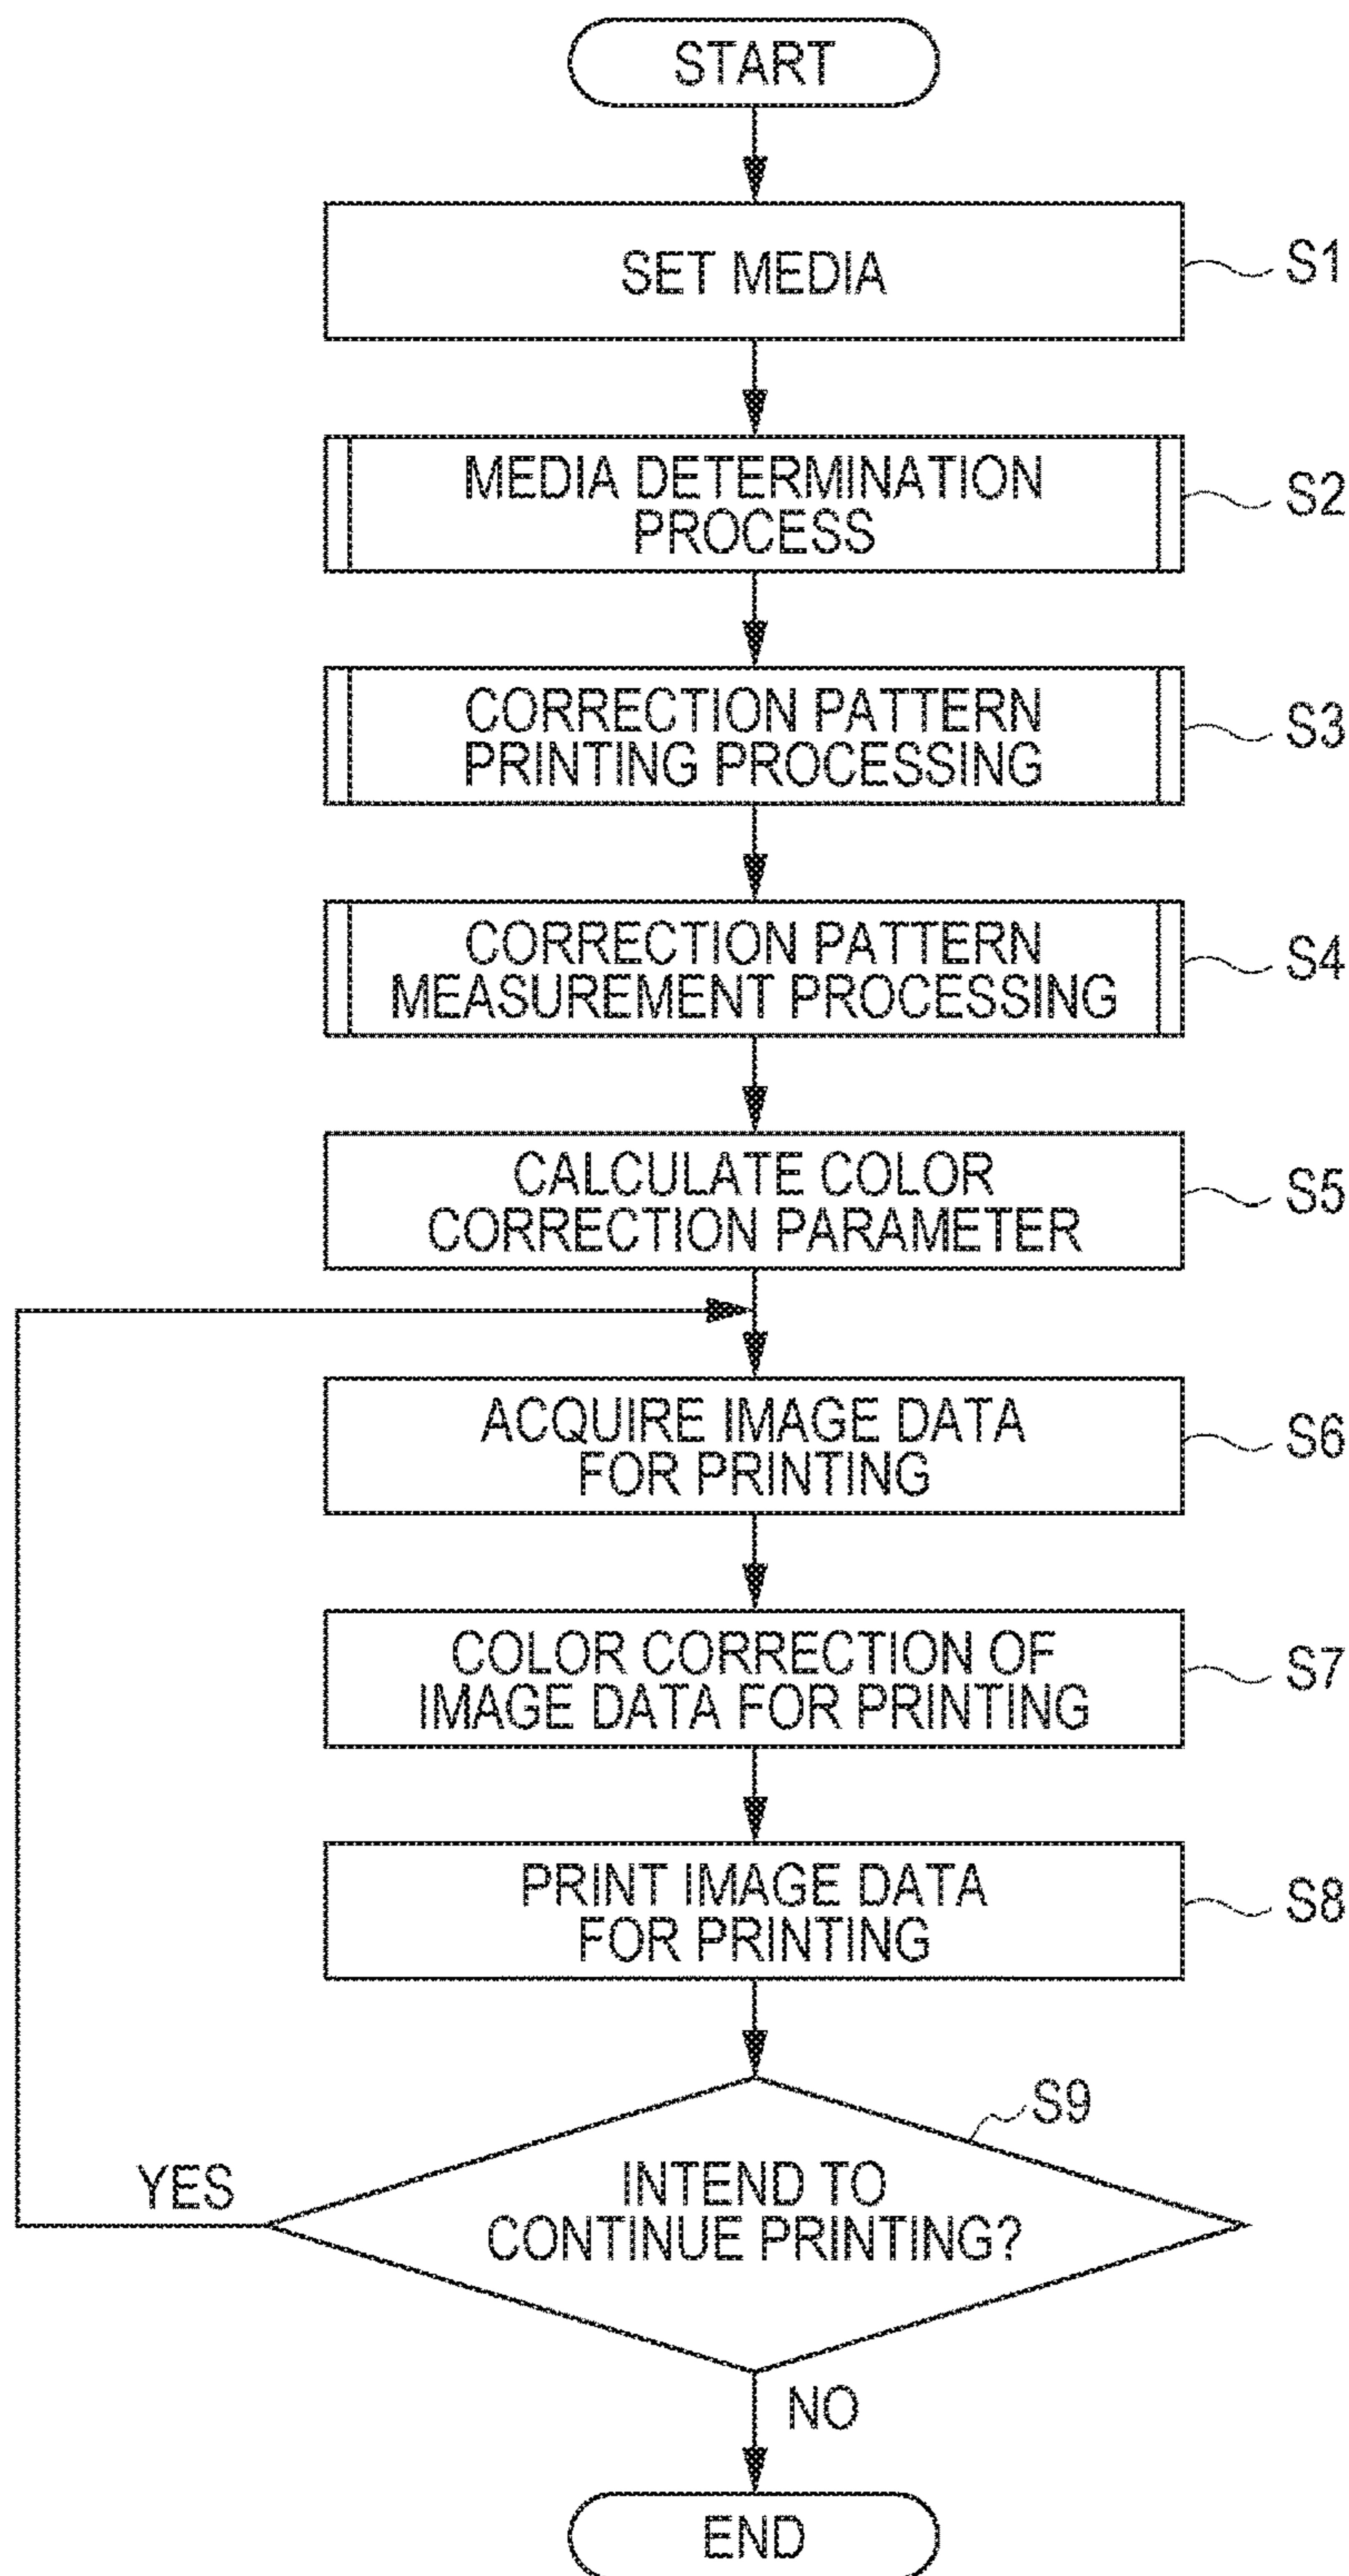 START
SET MEDIA
S1
MEDIA DETERMINATION
PROCESS
S2
CORRECTION PATTERN
PRINTING PROCESSING
S3
CORRECTION PATTERN
MEASUREMENT PROCESSING
S4
CALCULATE COLOR
CORRECTION PARAMETER
S5
ACQUIRE IMAGE DATA
FOR PRINTING
S6
COLOR CORRECTION OF
IMAGE DATA FOR PRINTING
S7
PRINT IMAGE DATA
FOR PRINTING
S8
S9
INTEND TO
CONTINUE PRINTING?
YES
NO
END